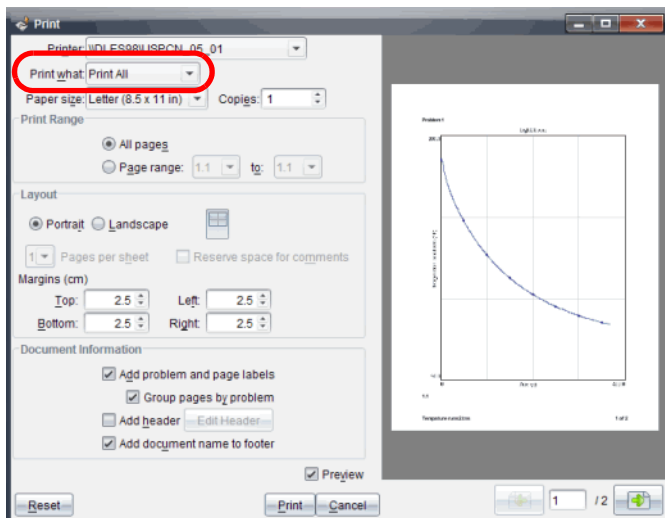 Print
Printer: \\DLES98\USPCN_05_01
Print what: Print All
Paper size: Letter (8.5 x 11 in) Copies: 1
Print Range
All pages
Page range: 1.1 to: 1.1
Layout
Portrait Landscape
1 Pages per sheet Reserve space for comments
Margins (cm)
Top: 2.5 Left: 2.5
Bottom: 2.5 Right: 2.5
Document Information
Add problem and page labels
Group pages by problem
Add header Edit Header
Add document name to footer
Preview
Reset Print Cancel
Problem 1
1 of 2
1 / 2